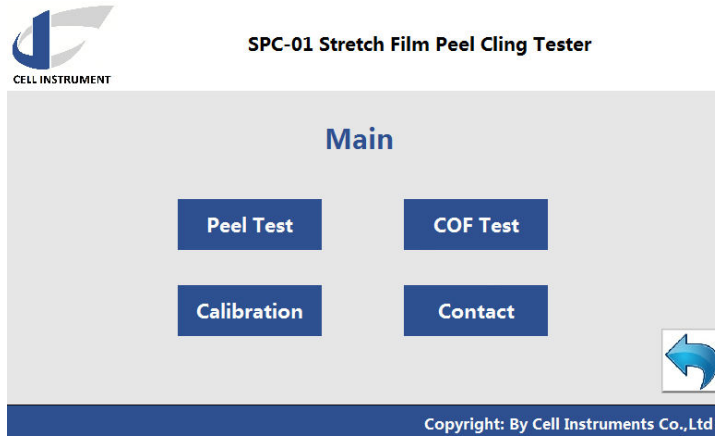 SPC-01 Stretch Film Peel Cling Tester
CELL INSTRUMENT
Main
Peel Test
COF Test
Calibration
Contact
Copyright: By Cell Instruments Co.,Ltd